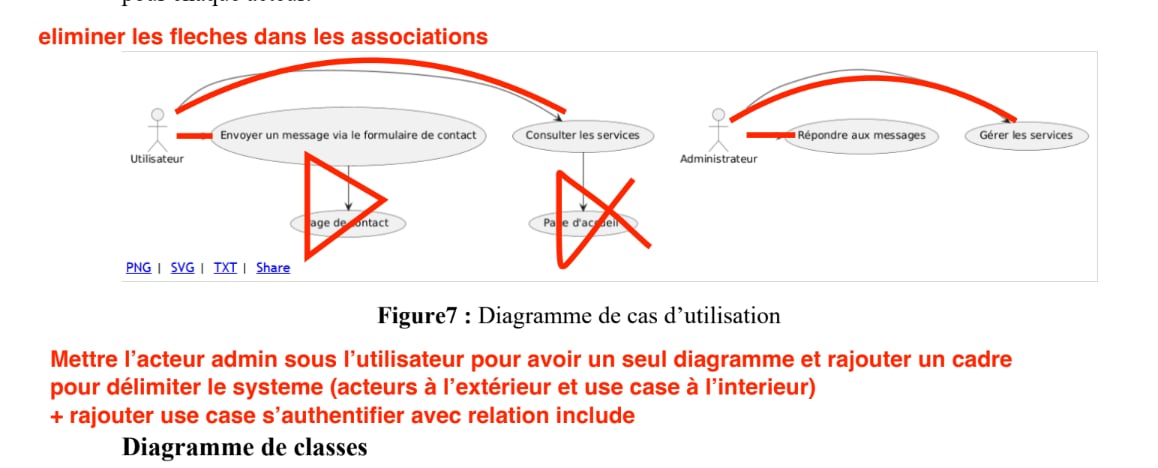 eliminer les fleches dans les associations
Envoyer un message via le formulaire de contact
Consulter les services
Répondre aux messages
Gérer les services
Utilisateur
Administrateur
age de contact
Page d'accueil
PNG | SVG | TXT | Share
Figure7 : Diagramme de cas d'utilisation
Mettre l'acteur admin sous l'utilisateur pour avoir un seul diagramme et rajouter un cadre
pour délimiter le systeme (acteurs à l'extérieur et use case à l'interieur)
+ rajouter use case s'authentifier avec relation include
Diagramme de classes